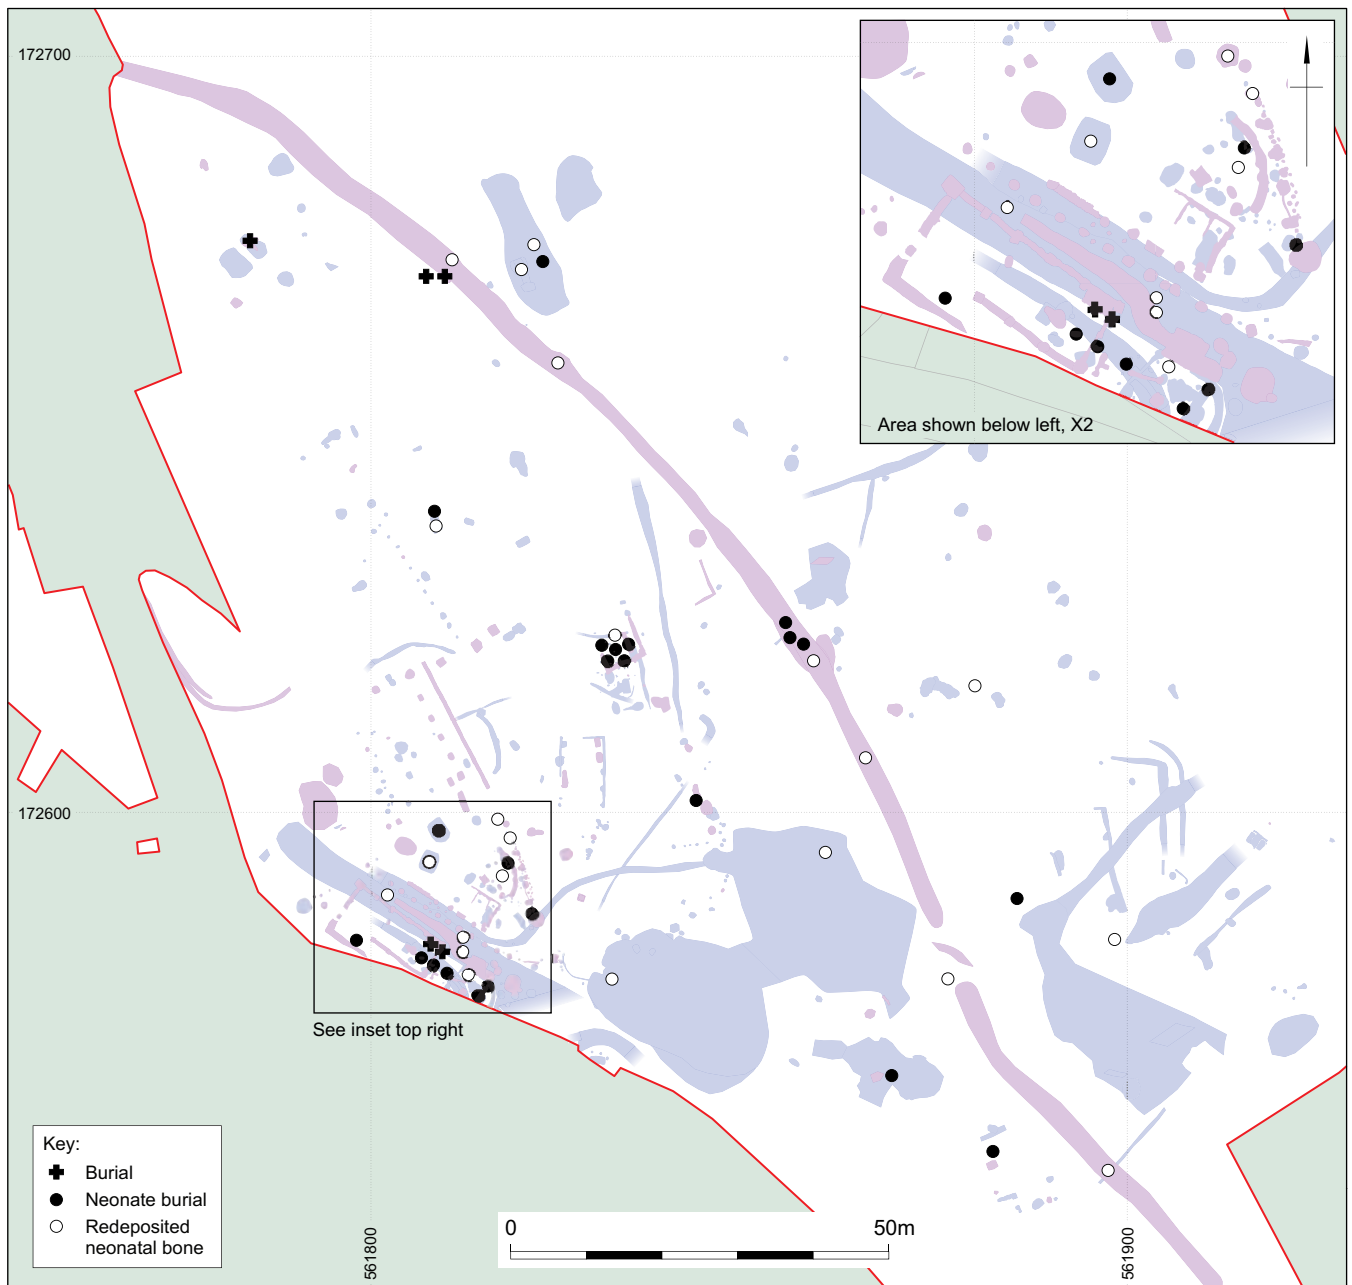 172700
Area shown below left, X2
172600
See inset top right
Key:
Burial
Neonate burial
Redeposited
neonatal bone
0 50m
561800
561900